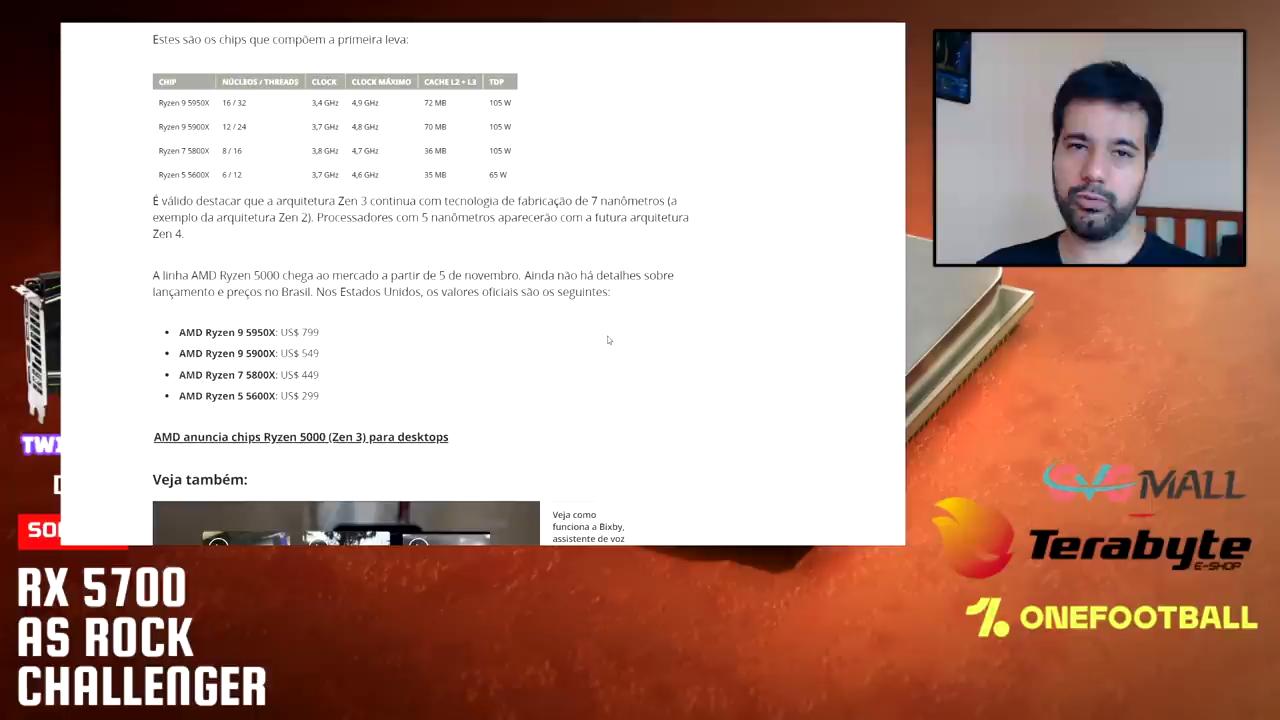 Estes são os chips que compõem a primeira leva:
CHIP NÚCLEOS / THREADS CLOCK CLOCK MÁXIMO CACHE L2 + L3 TDP
Ryzen 9 5950X 16 / 32 3,4 GHz 4,9 GHz 72 MB 105 W
Ryzen 9 5900X 12 / 24 3,7 GHz 4,8 GHz 70 MB 105 W
Ryzen 7 5800X 8 / 16 3,8 GHz 4,7 GHz 36 MB 105 W
Ryzen 5 5600X 6 / 12 3,7 GHz 4,6 GHz 35 MB 65 W
É válido destacar que a arquitetura Zen 3 continua com tecnologia de fabricação de 7 nanômetros (a
exemplo da arquitetura Zen 2). Processadores com 5 nanômetros aparecerão com a futura arquitetura
Zen 4.
A linha AMD Ryzen 5000 chega ao mercado a partir de 5 de novembro. Ainda não há detalhes sobre
lançamento e preços no Brasil. Nos Estados Unidos, os valores oficiais são os seguintes:
• AMD Ryzen 9 5950X: US$ 799
• AMD Ryzen 9 5900X: US$ 549
• AMD Ryzen 7 5800X: US$ 449
• AMD Ryzen 5 5600X: US$ 299
AMD anuncia chips Ryzen 5000 (Zen 3) para desktops
Veja também:
Veja como
funciona a Bixby,
assistente de voz
RX 5700
AS ROCK
CHALLENGER
MALL
Terabyte
E-SHOP
ONEFOOTBALL